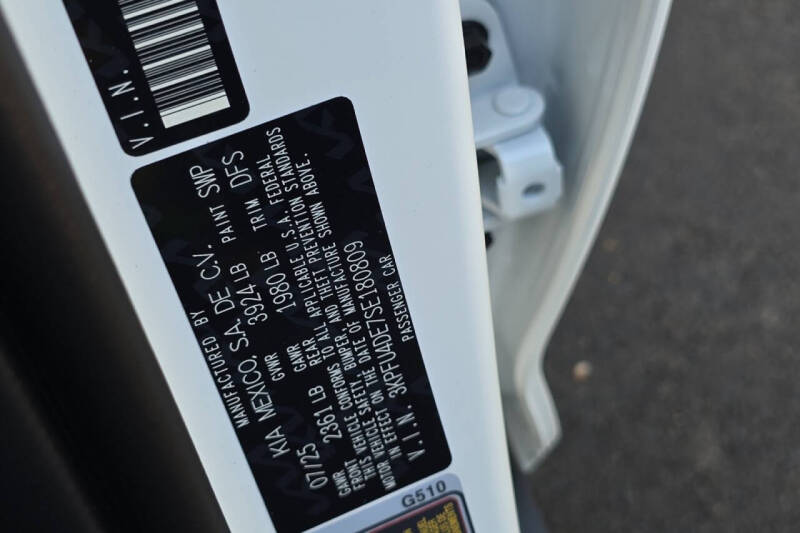 V.I.N.
MANUFACTURED BY
KIA MEXICO, S.A. DE C.V.
GVWR PAINT SWP
07/25 3924 LB TRIM DFS
GAWR GAWR
FRONT 2361 LB REAR 1980 LB
THIS VEHICLE CONFORMS TO ALL APPLICABLE U.S.A. FEDERAL
MOTOR VEHICLE SAFETY, BUMPER, AND THEFT PREVENTION STANDARDS
IN EFFECT ON THE DATE OF MANUFACTURE SHOWN ABOVE.
V.I.N. 3KPFU4DE7SE180809
PASSENGER CAR
G510